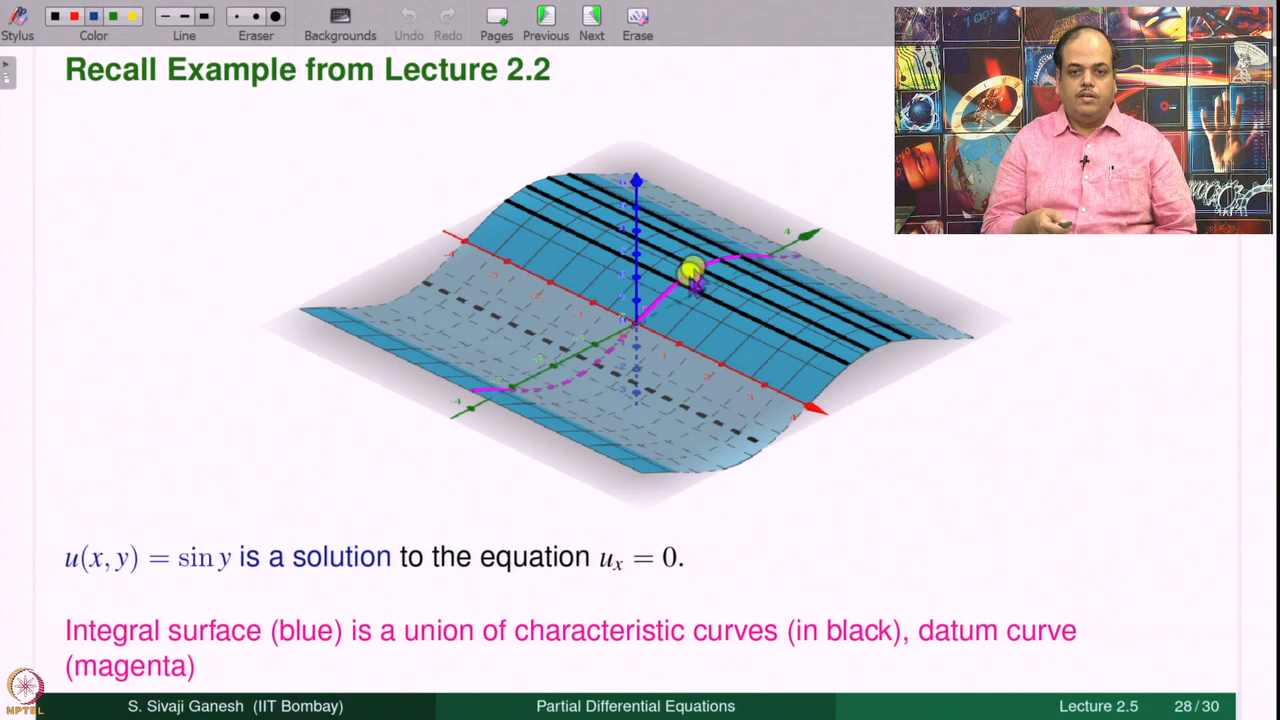 Stylus Color Line Eraser Backgrounds Undo Redo Pages Previous Next Erase
Recall Example from Lecture 2.2
u(x, y) = sin y is a solution to the equation uₓ = 0.
Integral surface (blue) is a union of characteristic curves (in black), datum curve
(magenta)
NPTEL
S. Sivaji Ganesh (IIT Bombay) Partial Differential Equations Lecture 2.5 28/30